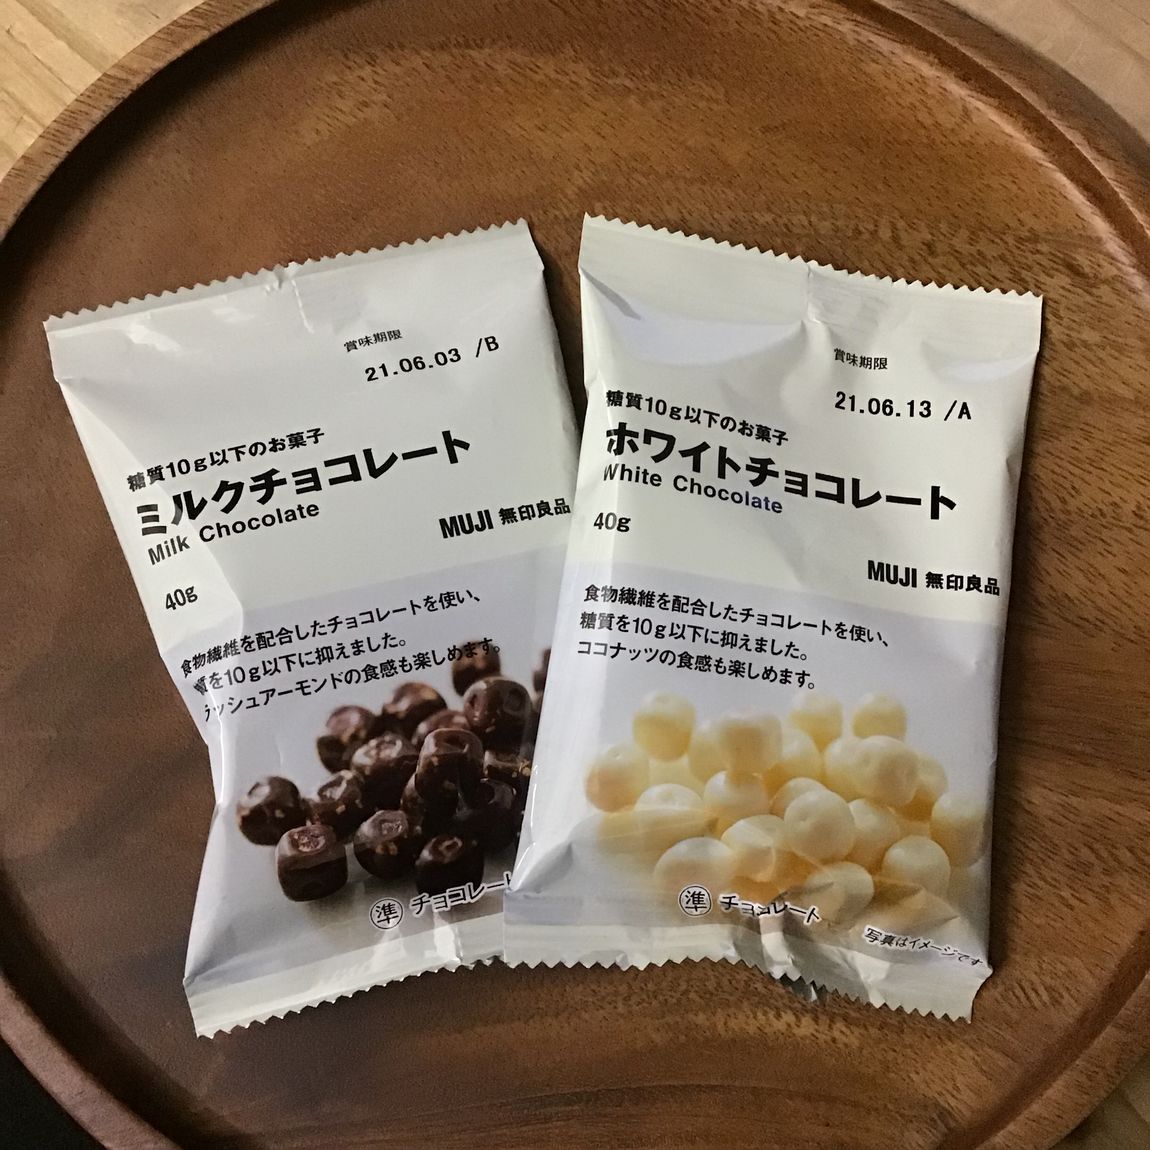 賞味期限
21.06.03 /B
糖質10g以下のお菓子
ミルクチョコレート
Milk Chocolate
40g
MUJI 無印良品
食物繊維を配合したチョコレートを使い、
質を10g以下に抑えました。
ラッシュアーモンドの食感も楽しめます。
準 チョコレート
賞味期限
21.06.13 /A
糖質10g以下のお菓子
ホワイトチョコレート
White Chocolate
40g
MUJI 無印良品
食物繊維を配合したチョコレートを使い、
糖質を10g以下に抑えました。
ココナッツの食感も楽しめます。
準 チョコレート
写真はイメージです